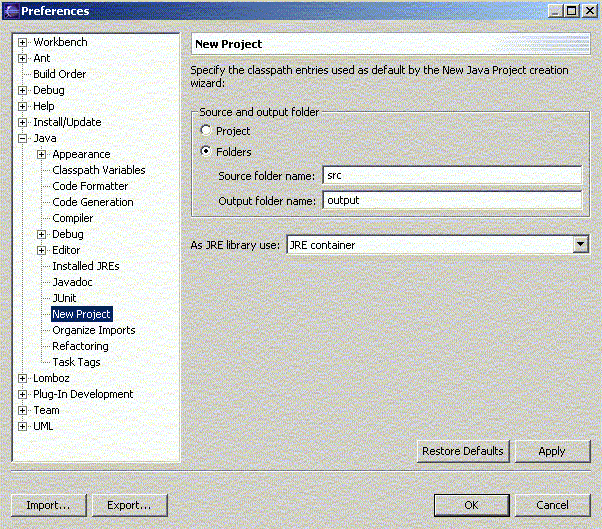 Preferences
Workbench
Ant
Build Order
Debug
Help
Install/Update
Java
Appearance
Classpath Variables
Code Formatter
Code Generation
Compiler
Debug
Editor
Installed JREs
Javadoc
JUnit
New Project
Organize Imports
Refactoring
Task Tags
Lomboz
Plug-In Development
Team
UML
New Project
Specify the classpath entries used as default by the New Java Project creation
wizard:
Source and output folder
Project
Folders
Source folder name: src
Output folder name: output
As JRE library use: JRE container
Restore Defaults Apply
Import... Export... OK Cancel